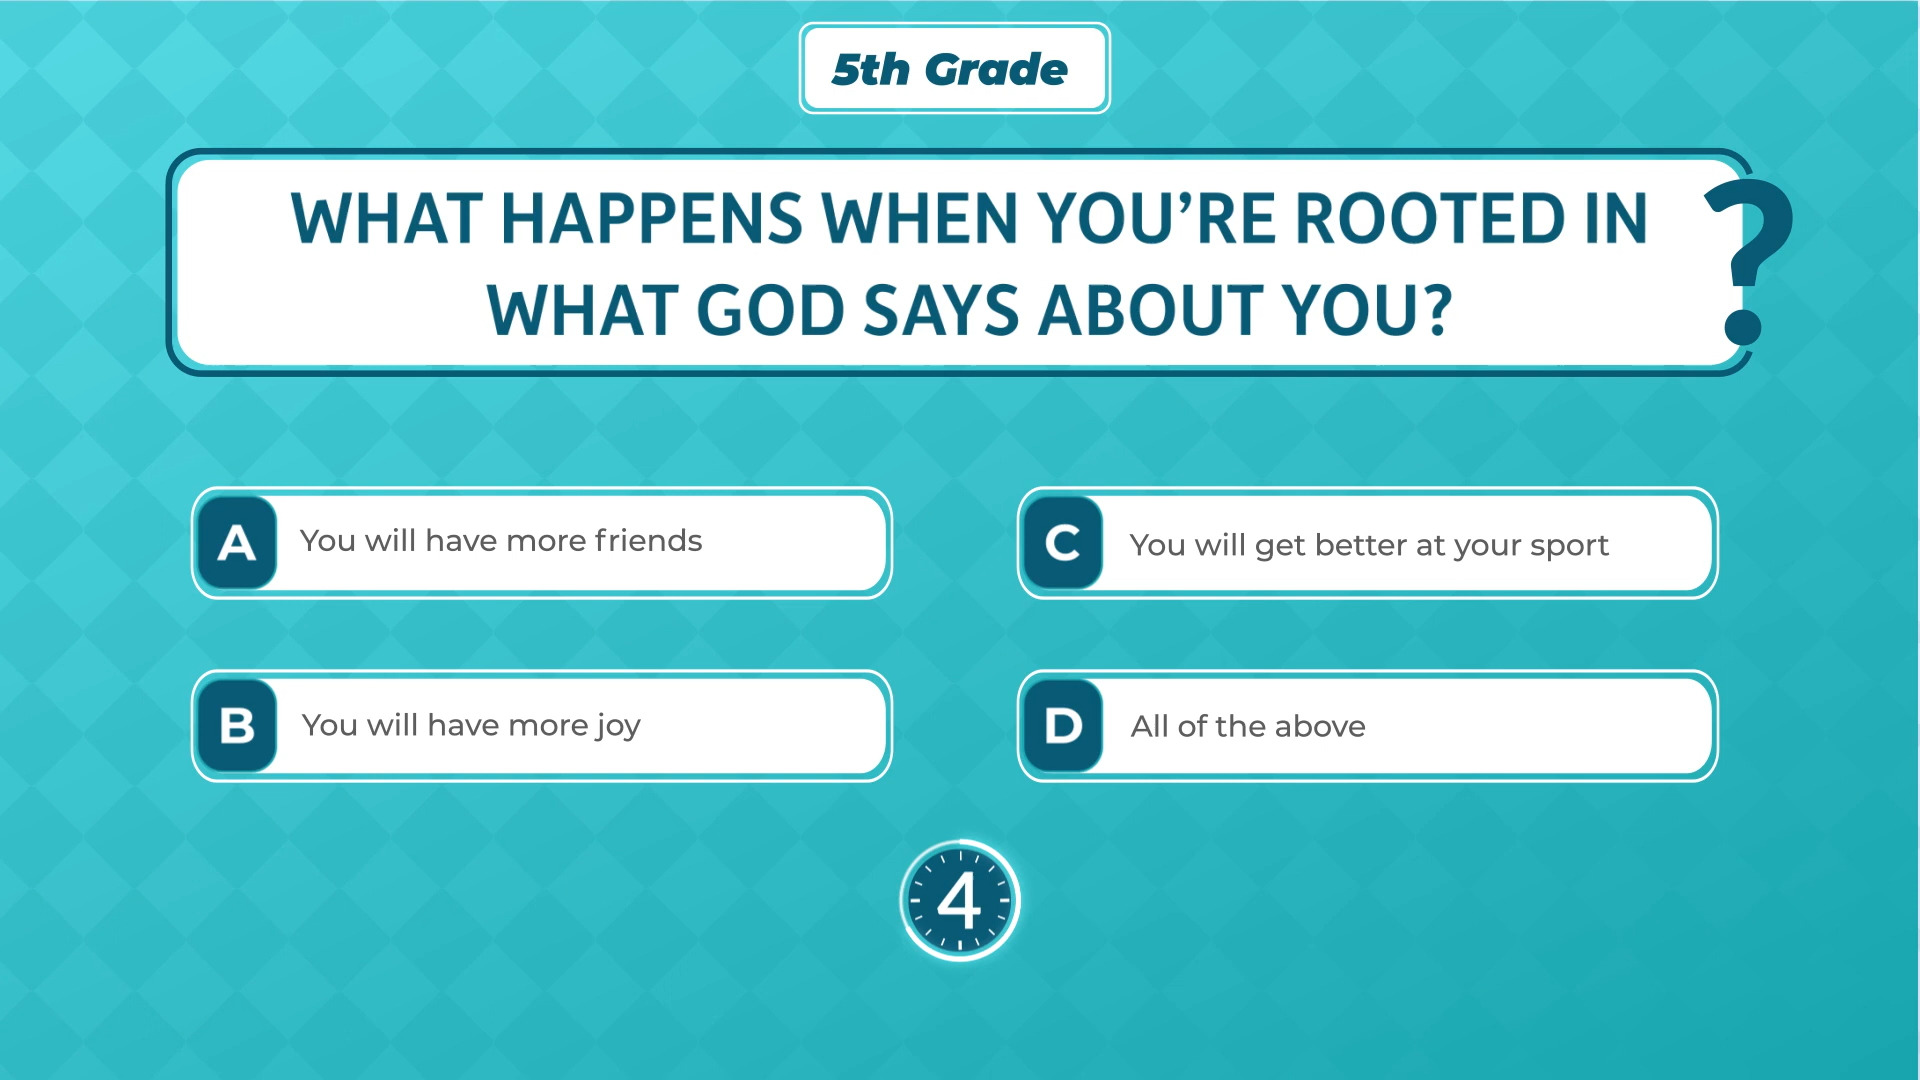 5th Grade
WHAT HAPPENS WHEN YOU’RE ROOTED IN
WHAT GOD SAYS ABOUT YOU?
?
A You will have more friends
B You will have more joy
C You will get better at your sport
D All of the above
4